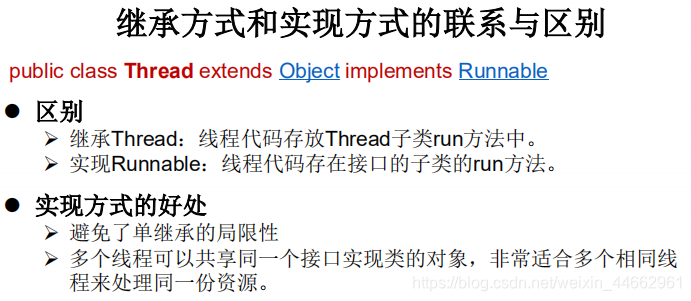 继承方式和实现方式的联系与区别
public class Thread extends Object implements Runnable
● 区别
➢ 继承Thread：线程代码存放Thread子类run方法中。
➢ 实现Runnable：线程代码存在接口的子类的run方法。
● 实现方式的好处
➢ 避免了单继承的局限性
➢ 多个线程可以共享同一个接口实现类的对象，非常适合多个相同线
程来处理同一份资源。
https://blog.csdn.net/weixin_44662961